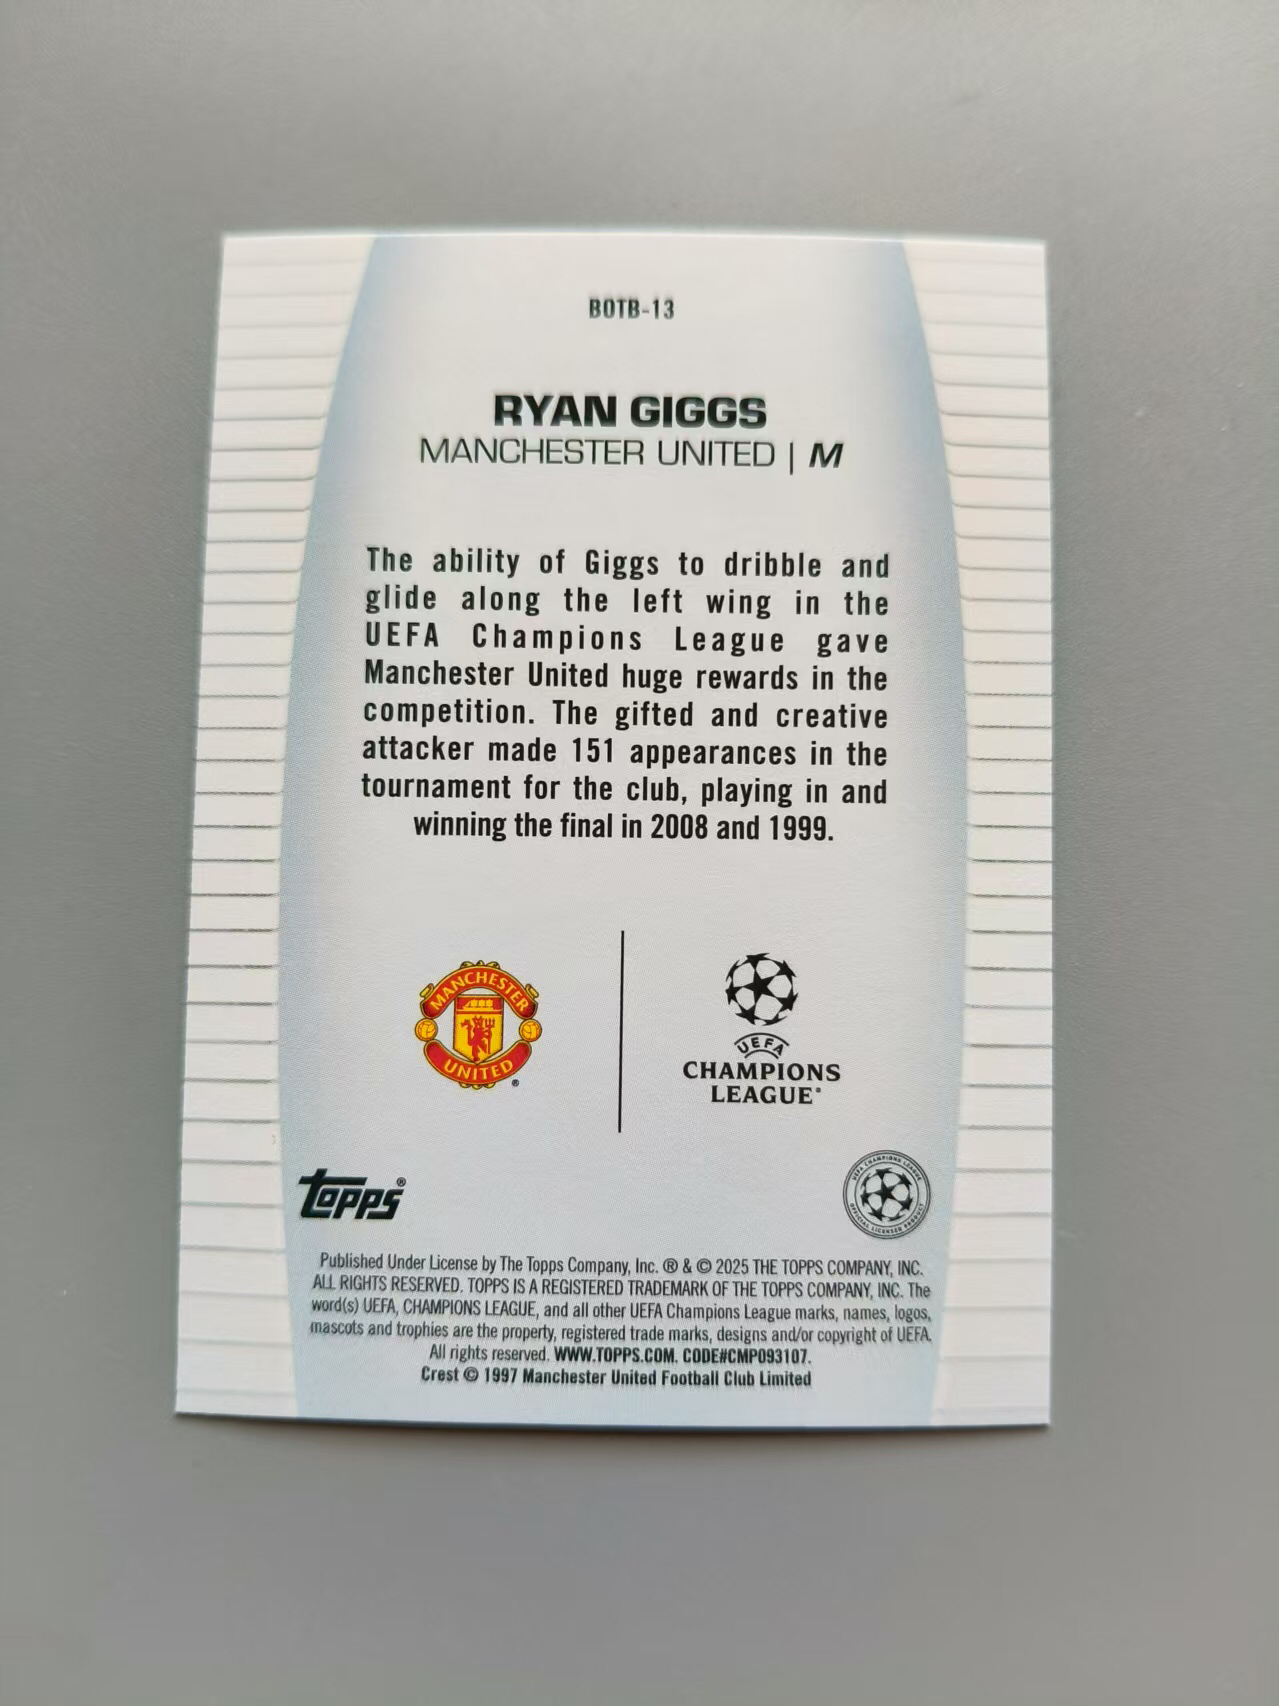 BOTB-13
RYAN GIGGS
MANCHESTER UNITED | M
The ability of Giggs to dribble and
glide along the left wing in the
UEFA Champions League gave
Manchester United huge rewards in the
competition. The gifted and creative
attacker made 151 appearances in the
tournament for the club, playing in and
winning the final in 2008 and 1999.
MANCHESTER
UNITED
®
UEFA
CHAMPIONS
LEAGUE®
topps®
UEFA CHAMPIONS LEAGUE
OFFICIAL LICENSED PRODUCT
Published Under License by The Topps Company, Inc. ® & © 2025 THE TOPPS COMPANY, INC.
ALL RIGHTS RESERVED. TOPPS IS A REGISTERED TRADEMARK OF THE TOPPS COMPANY, INC. The
word(s) UEFA, CHAMPIONS LEAGUE, and all other UEFA Champions League marks, names, logos,
mascots and trophies are the property, registered trade marks, designs and/or copyright of UEFA.
All rights reserved. WWW.TOPPS.COM. CODE#CMP093107.
Crest © 1997 Manchester United Football Club Limited